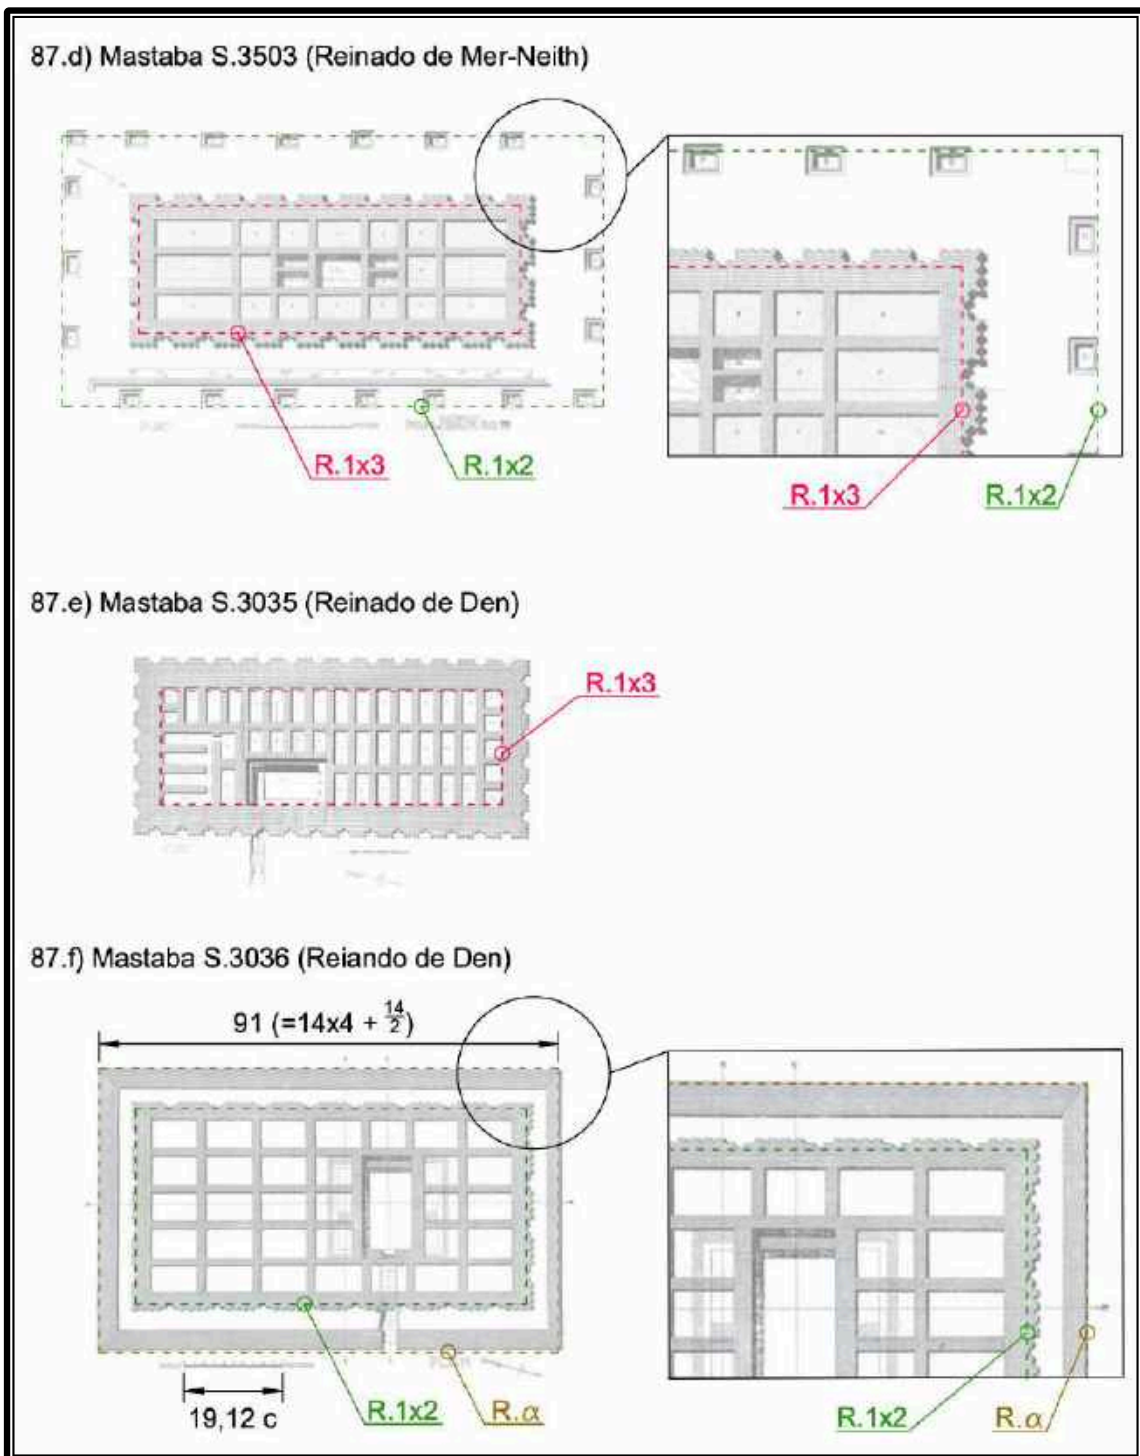 87.d) Mastaba S.3503 (Reinado de Mer-Neith)
R.1x3
R.1x2
R.1x3
R.1x2
87.e) Mastaba S.3035 (Reinado de Den)
R.1x3
87.f) Mastaba S.3036 (Reiando de Den)
91 (=14x4 + 14/2)
19,12 c
R.1x2
R.α
R.1x2
R.α